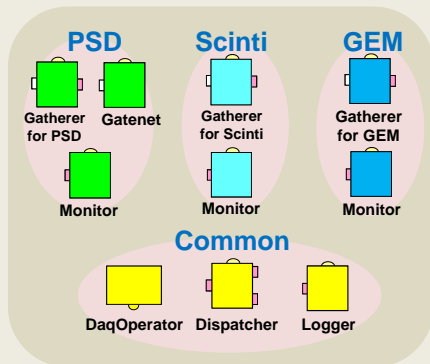 PSD
Scinti
GEM
Gatherer
for PSD
Gatenet
Gatherer
for Scinti
Gatherer
for GEM
Monitor
Monitor
Monitor
Common
DaqOperator
Dispatcher
Logger